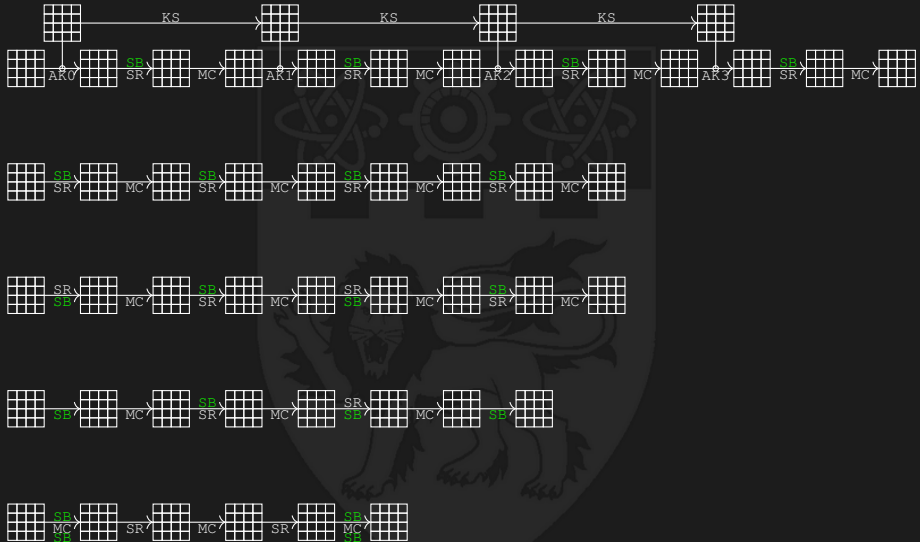 KS KS KS
SB SB SB SB
AK0 SR MC AK1 SR MC AK2 SR MC AK3 SR MC
SB SB SB SB
SR MC SR MC SR MC SR MC
SR SB SR SB
SB MC SR MC SB MC SR MC
SB SR
SB MC SR MC SB MC SB
SB SB
MC SR MC SR MC
SB SB